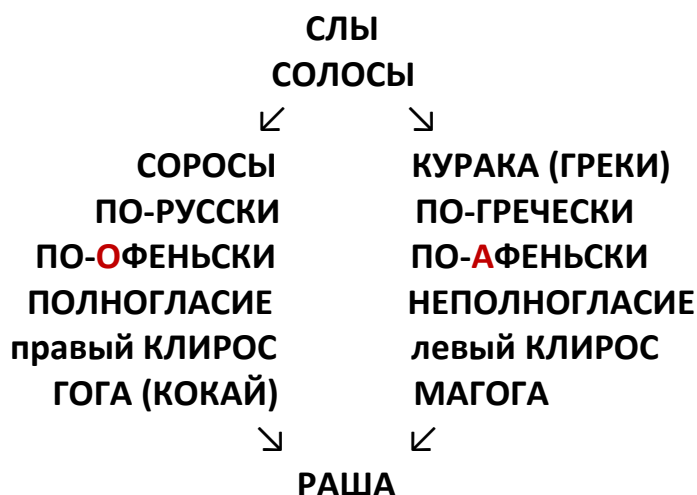 СЛЫ
СОЛОСЫ
↙ ↘
СОРОСЫ КУРАКА (ГРЕКИ)
ПО-РУССКИ ПО-ГРЕЧЕСКИ
ПО-ОФЕНЬСКИ ПО-АФЕНЬСКИ
ПОЛНОГЛАСИЕ НЕПОЛНОГЛАСИЕ
правый КЛИРОС левый КЛИРОС
ГОГА (КОКАЙ) МАГОГА
↘ ↙
РАША